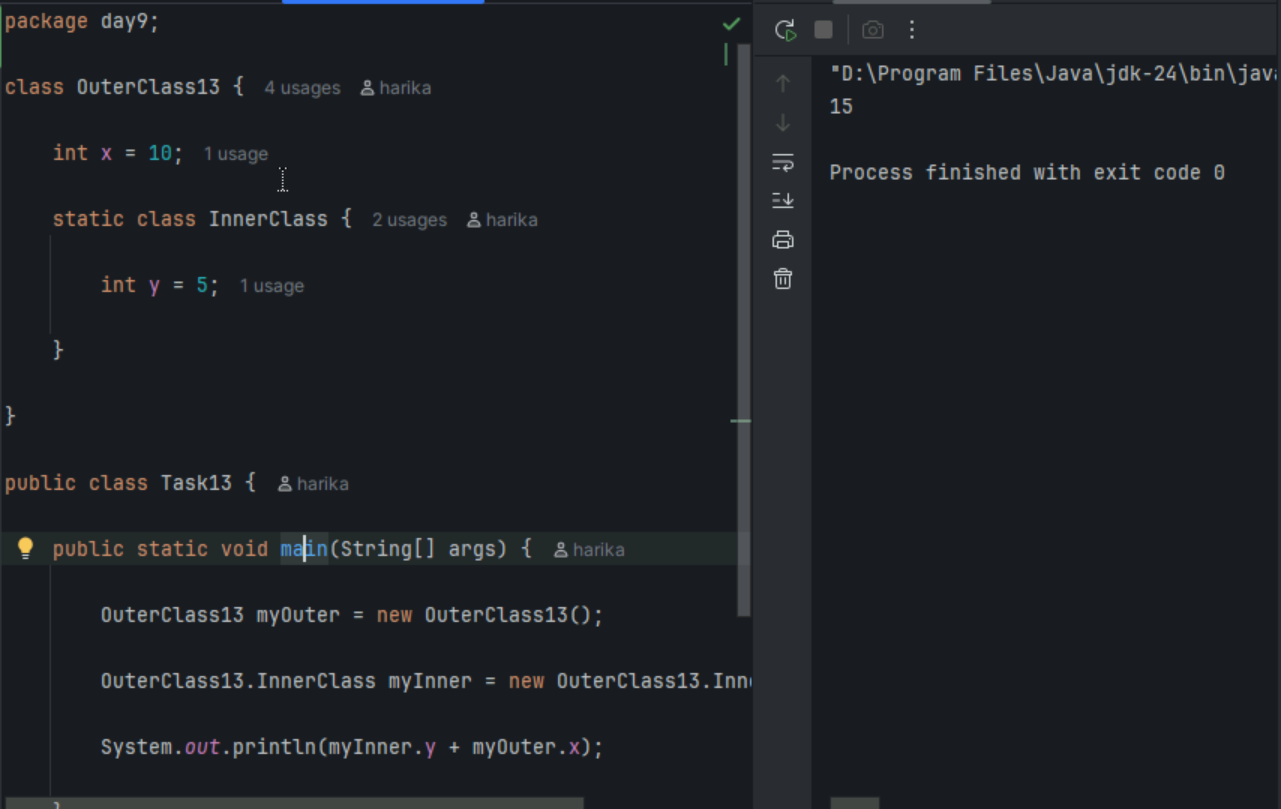 package day9;
class OuterClass13 { 4 usages harika
int x = 10; 1 usage
static class InnerClass { 2 usages harika
int y = 5; 1 usage
}
}
public class Task13 { harika
public static void main(String[] args) { harika
OuterClass13 myOuter = new OuterClass13();
OuterClass13.InnerClass myInner = new OuterClass13.Inn
System.out.println(myInner.y + myOuter.x);
}
"D:\Program Files\Java\jdk-24\bin\jav
15
Process finished with exit code 0